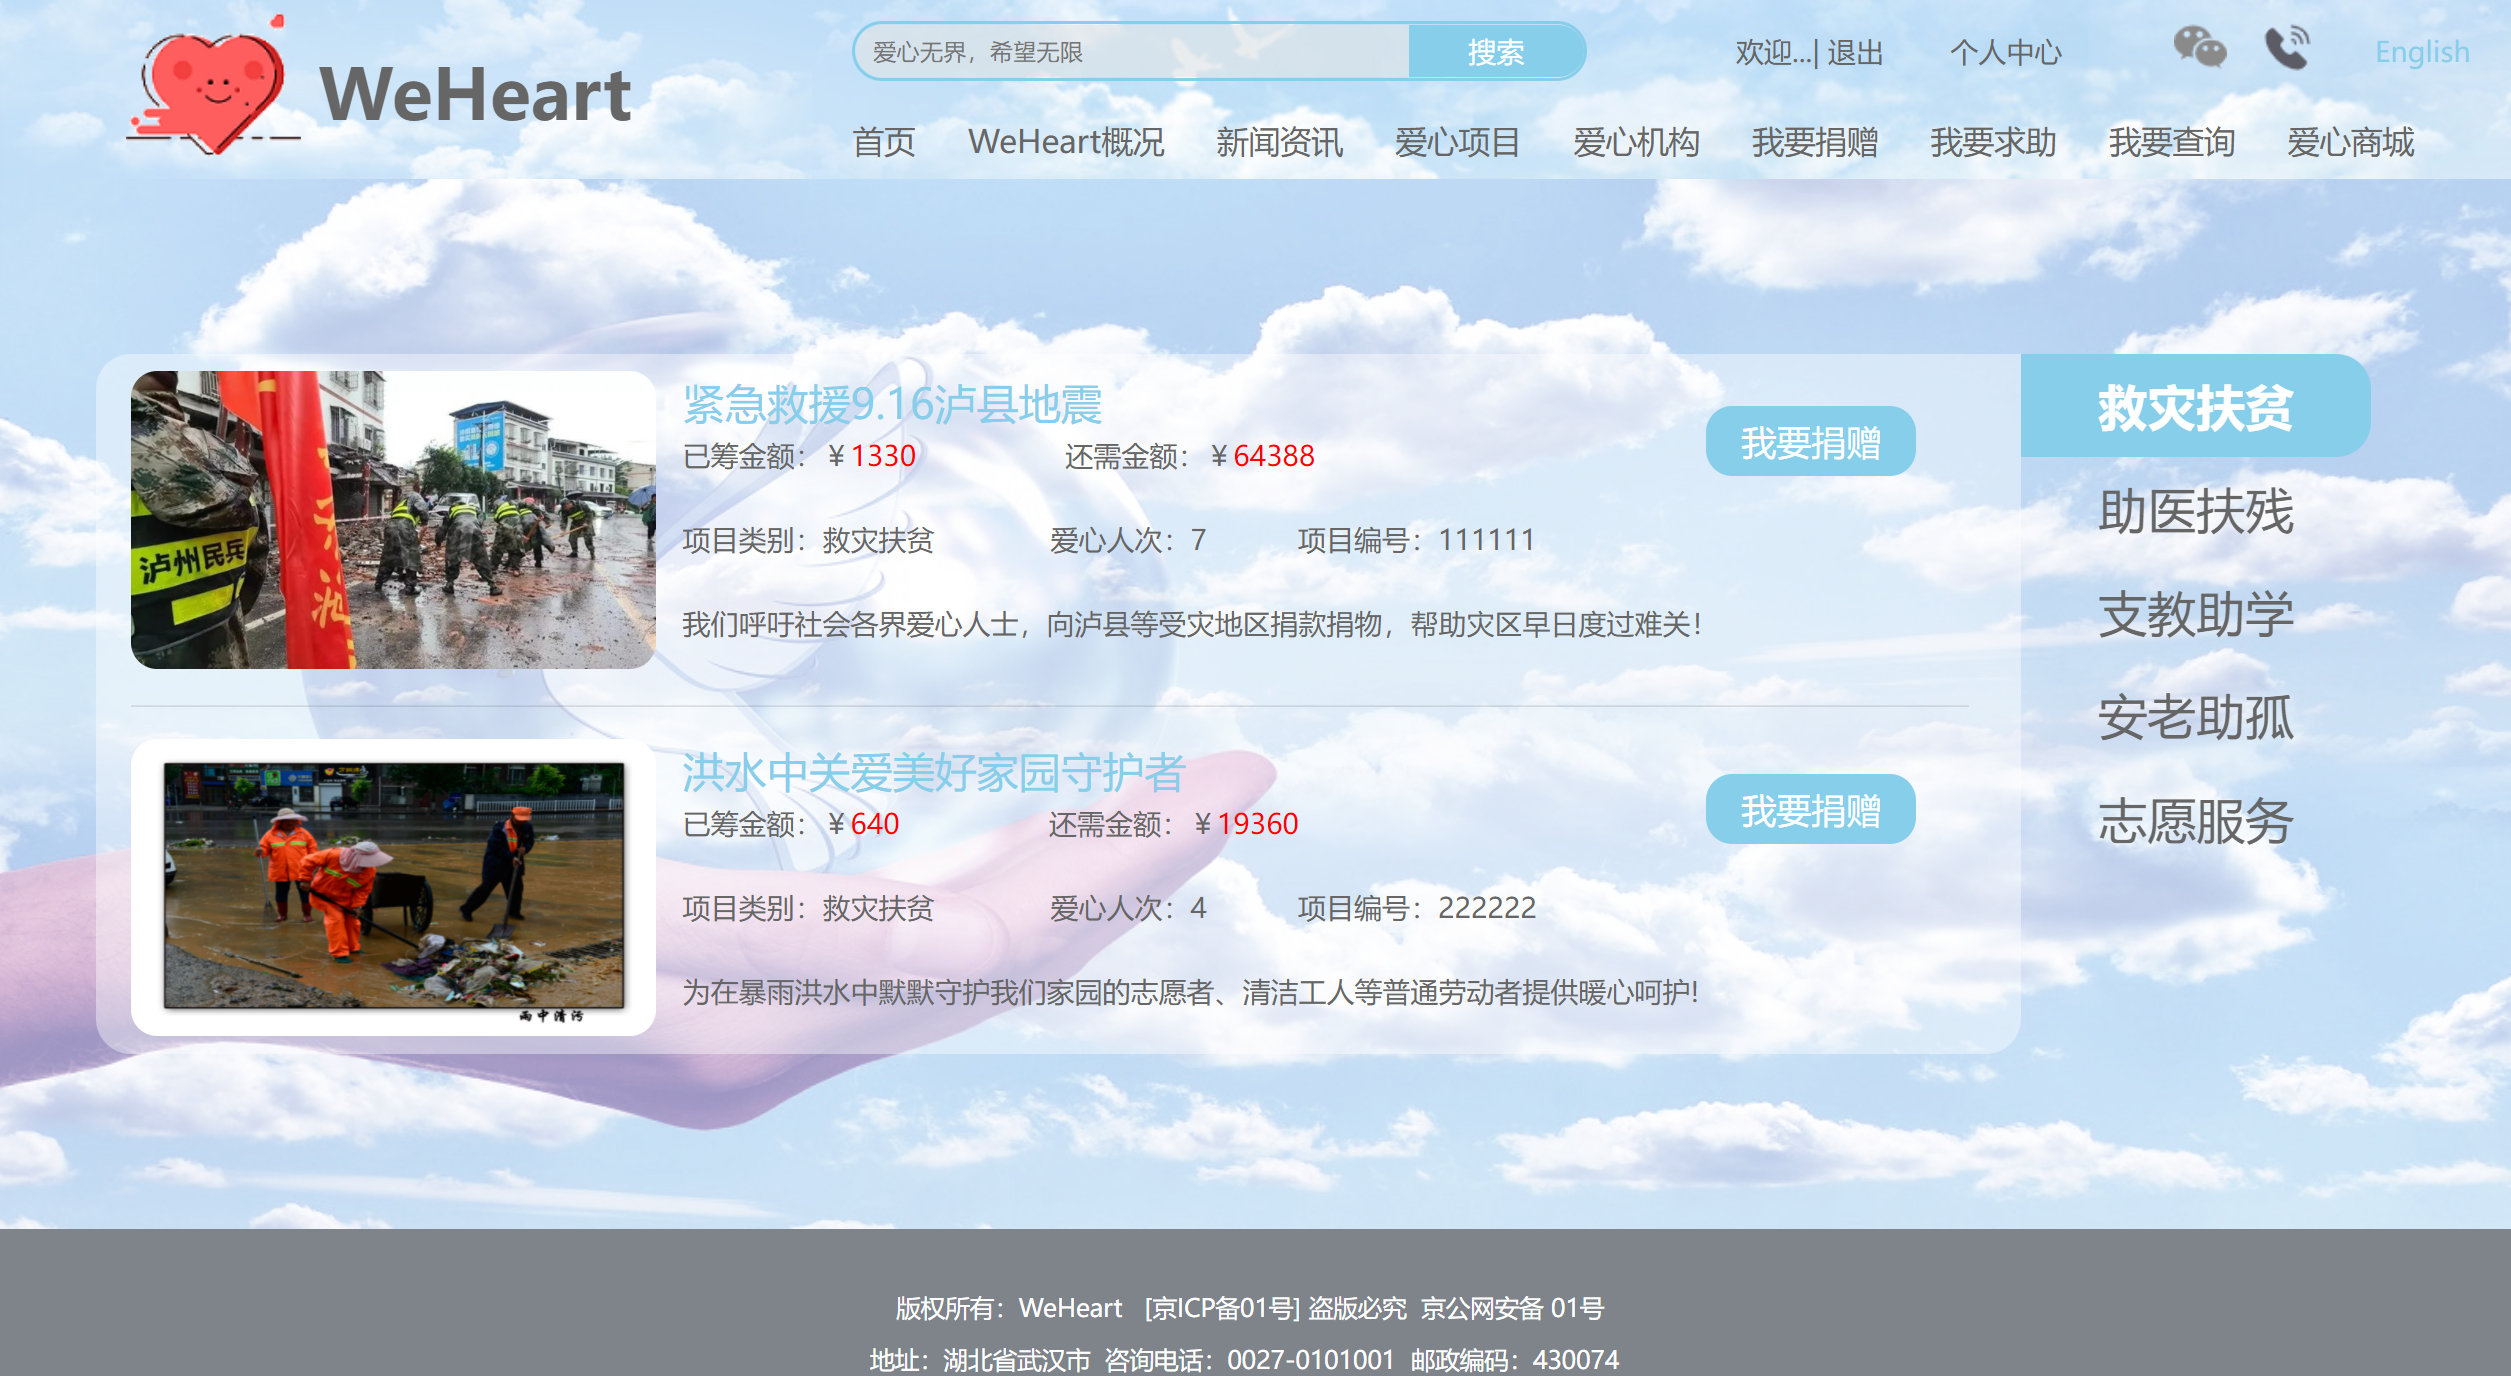 WeHeart
爱心无界，希望无限
搜索
欢迎...| 退出
个人中心
English
首页 WeHeart概况 新闻资讯 爱心项目 爱心机构 我要捐赠 我要求助 我要查询 爱心商城
泸州民兵
紧急救援9.16泸县地震
已筹金额：￥1330 还需金额：￥64388
我要捐赠
项目类别：救灾扶贫 爱心人次：7 项目编号：111111
我们呼吁社会各界爱心人士，向泸县等受灾地区捐款捐物，帮助灾区早日度过难关！
雨中清污
洪水中关爱美好家园守护者
已筹金额：￥640 还需金额：￥19360
我要捐赠
项目类别：救灾扶贫 爱心人次：4 项目编号：222222
为在暴雨洪水中默默守护我们家园的志愿者、清洁工人等普通劳动者提供暖心呵护!
救灾扶贫
助医扶残
支教助学
安老助孤
志愿服务
版权所有：WeHeart [京ICP备01号] 盗版必究 京公网安备 01号
地址：湖北省武汉市 咨询电话：0027-0101001 邮政编码：430074